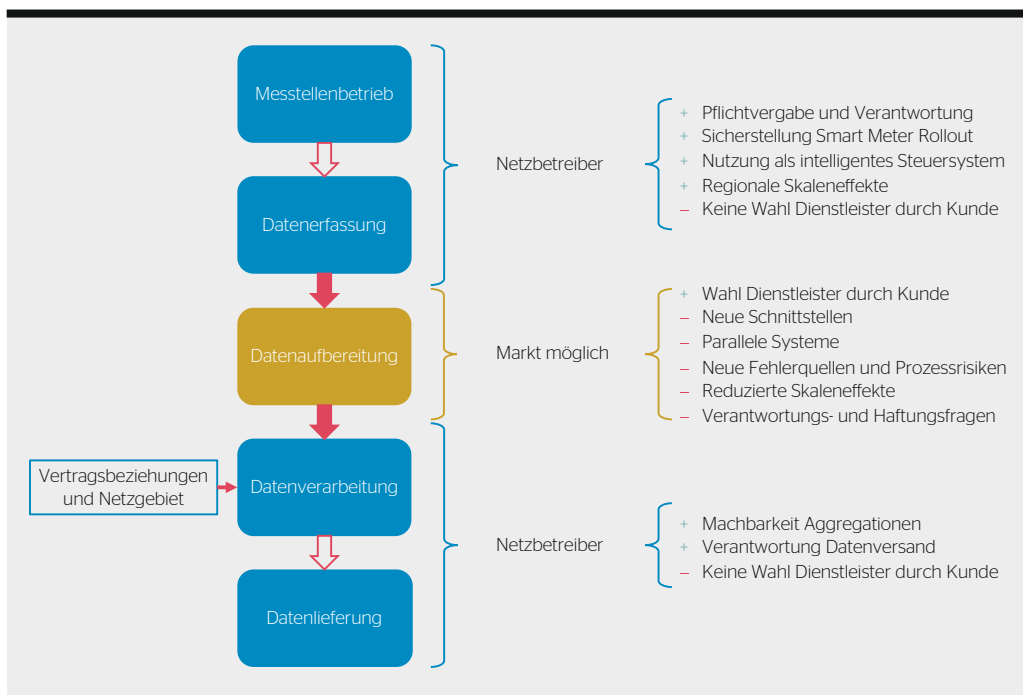 Messtellenbetrieb
Netzbetreiber
+ Pflichtvergabe und Verantwortung
+ Sicherstellung Smart Meter Rollout
+ Nutzung als intelligentes Steuersystem
+ Regionale Skaleneffekte
– Keine Wahl Dienstleister durch Kunde
Datenerfassung
Datenaufbereitung
Markt möglich
+ Wahl Dienstleister durch Kunde
– Neue Schnittstellen
– Parallele Systeme
– Neue Fehlerquellen und Prozessrisiken
– Reduzierte Skaleneffekte
– Verantwortungs- und Haftungsfragen
Vertragsbeziehungen
und Netzgebiet
Datenverarbeitung
Netzbetreiber
+ Machbarkeit Aggregationen
+ Verantwortung Datenversand
– Keine Wahl Dienstleister durch Kunde
Datenlieferung